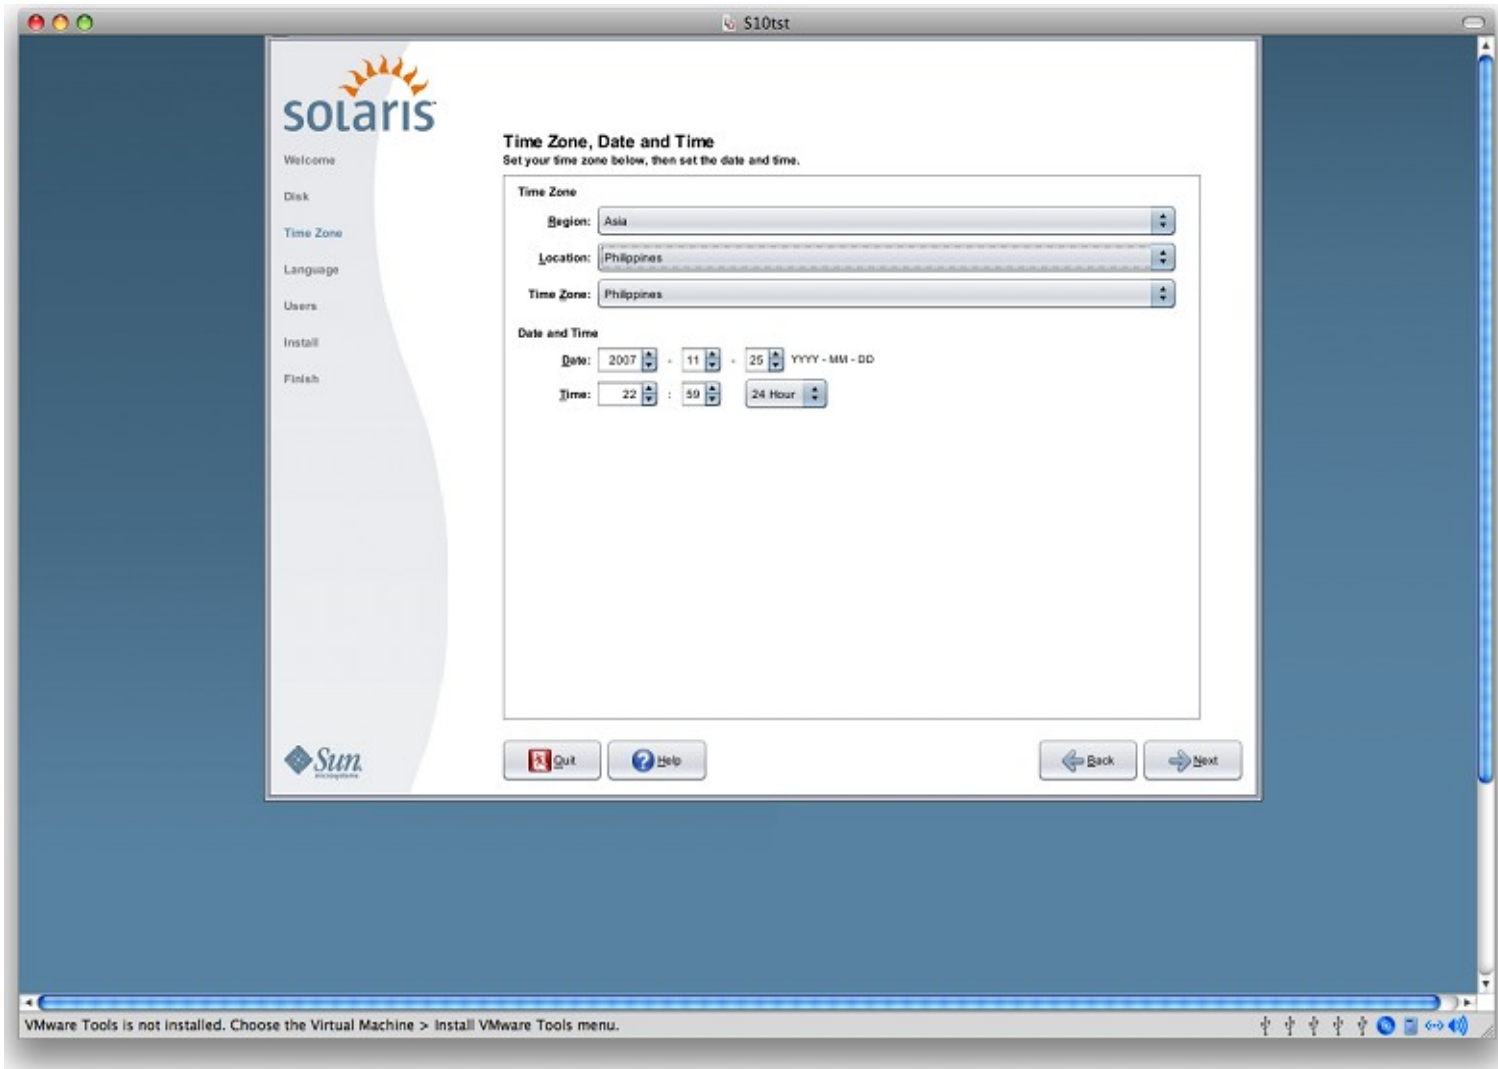 S10tst
solaris
Welcome
Disk
Time Zone
Language
Users
Install
Finish
Time Zone, Date and Time
Set your time zone below, then set the date and time.
Time Zone
Region: Asia
Location: Philippines
Time Zone: Philippines
Date and Time
Date: 2007 - 11 - 25 YYYY - MM - DD
Time: 22 : 59 24 Hour
Sun
microsystems
Quit
Help
Back
Next
VMware Tools is not installed. Choose the Virtual Machine > Install VMware Tools menu.